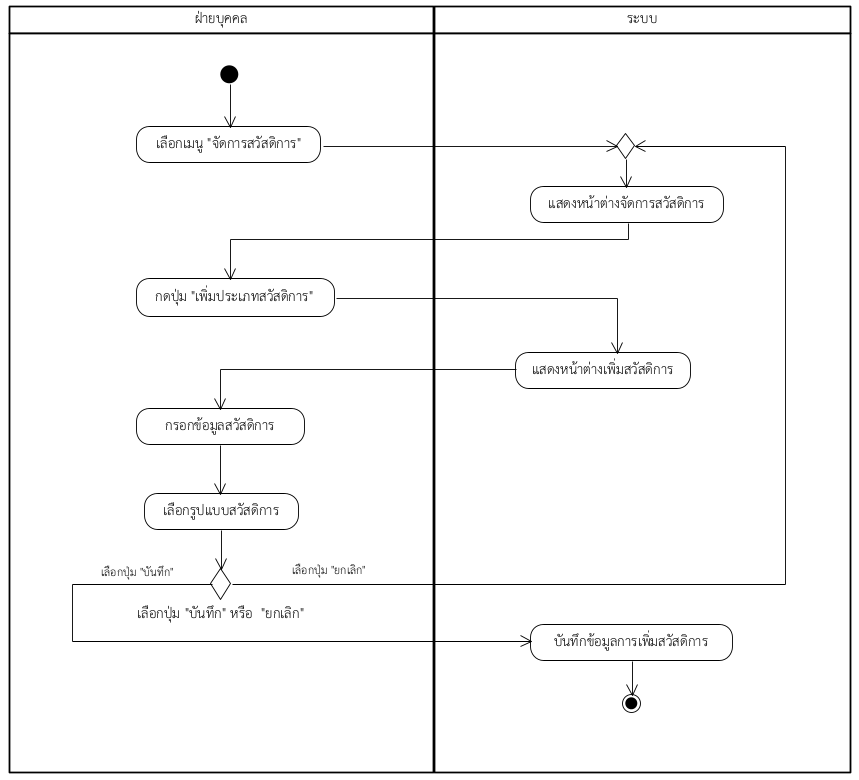 ฝ่ายบุคคล
ระบบ
เลือกเมนู "จัดการสวัสดิการ"
แสดงหน้าต่างจัดการสวัสดิการ
กดปุ่ม "เพิ่มประเภทสวัสดิการ"
แสดงหน้าต่างเพิ่มสวัสดิการ
กรอกข้อมูลสวัสดิการ
เลือกรูปแบบสวัสดิการ
เลือกปุ่ม "บันทึก"
เลือกปุ่ม "ยกเลิก"
เลือกปุ่ม "บันทึก" หรือ "ยกเลิก"
บันทึกข้อมูลการเพิ่มสวัสดิการ